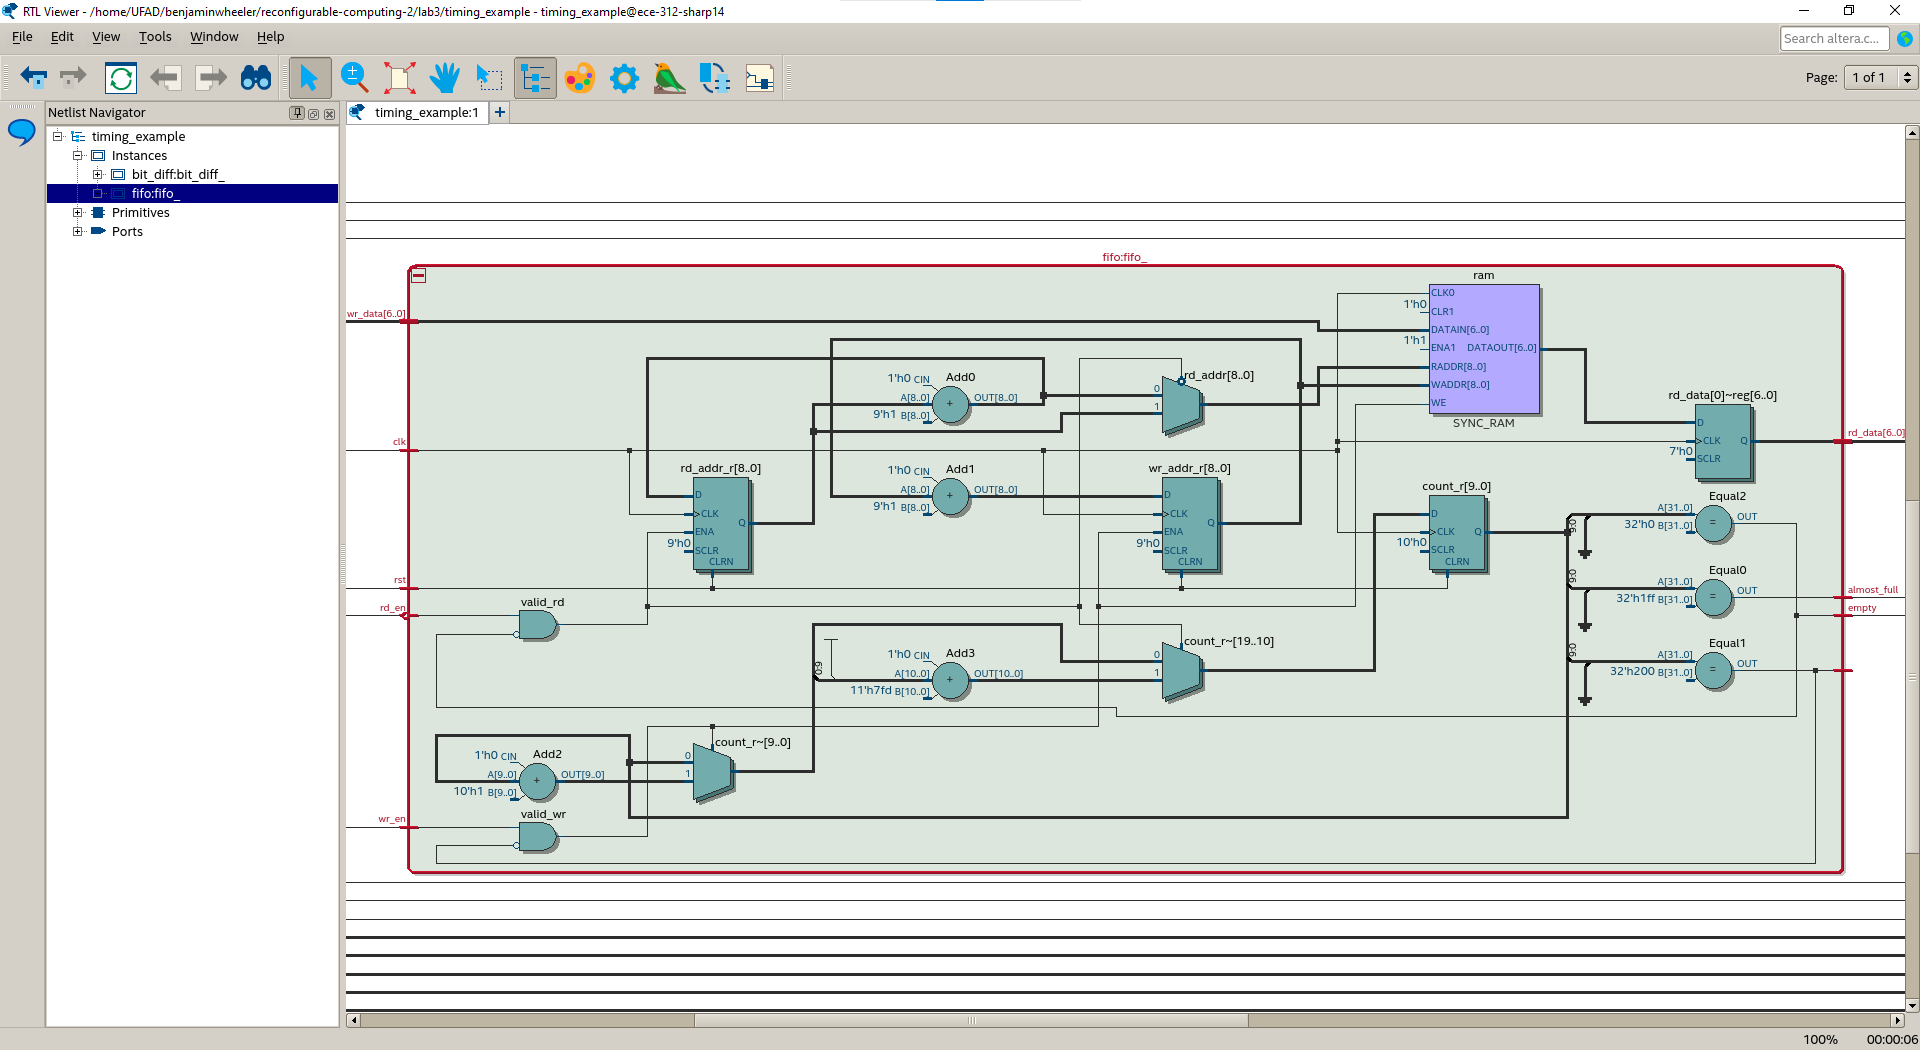 RTL Viewer - /home/UFAD/benjaminwheeler/reconfigurable-computing-2/lab3/timing_example - timing_example@ece-312-sharp14
File Edit View Tools Window Help
Search altera.c...
Page: 1 of 1
Netlist Navigator
timing_example
Instances
bit_diff:bit_diff_
fifo:fifo_
Primitives
Ports
timing_example:1
fifo:fifo_
ram
CLK0
1'h0
CLR1
wr_data[6..0]
DATAIN[6..0]
1'h1
ENA1 DATAOUT[6..0]
RADDR[8..0]
WADDR[8..0]
WE
SYNC_RAM
1'h0 CIN
Add0
A[8..0] OUT[8..0]
9'h1 B[8..0]
rd_addr[8..0]
0
1
rd_data[0]~reg[6..0]
D
CLK Q
7'h0
SCLR
rd_data[6..0]
clk
rd_addr_r[8..0]
D
CLK
Q
ENA
9'h0
SCLR
CLRN
1'h0 CIN
Add1
A[8..0] OUT[8..0]
9'h1 B[8..0]
wr_addr_r[8..0]
D
CLK
Q
ENA
9'h0
SCLR
CLRN
count_r[9..0]
D
CLK Q
10'h0
SCLR
CLRN
Equal2
9:0
A[31..0]
OUT
32'h0 B[31..0]
=
Equal0
9:0
A[31..0]
OUT
32'h1ff B[31..0]
=
almost_full
empty
Equal1
9:0
A[31..0]
OUT
32'h200 B[31..0]
=
rst
rd_en
valid_rd
9:0
1'h0 CIN
Add3
A[10..0] OUT[10..0]
11'h7fd B[10..0]
count_r~[19..10]
0
1
1'h0 CIN
Add2
A[9..0] OUT[9..0]
10'h1 B[9..0]
count_r~[9..0]
0
1
wr_en
valid_wr
100% 00:00:06